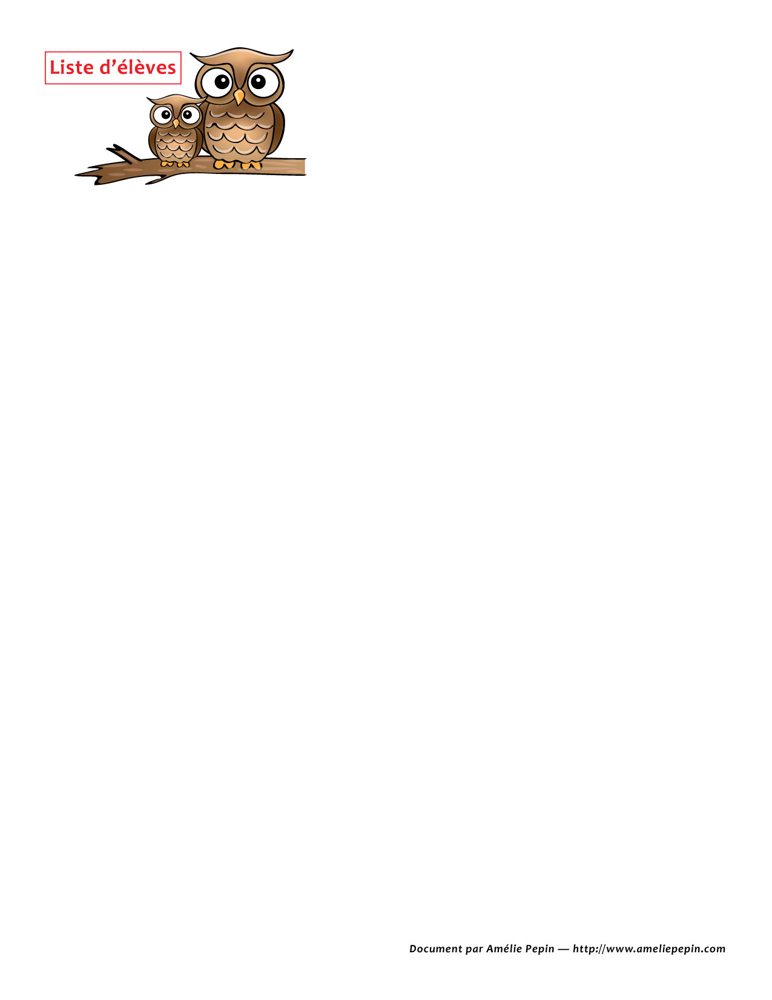 Liste d’élèves
Document par Amélie Pepin — http://www.ameliepepin.com